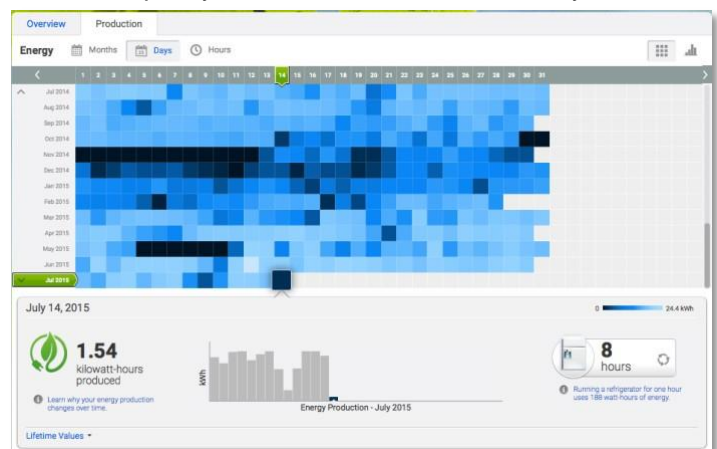 Overview Production
Energy Months Days Hours
1 2 3 4 5 6 7 8 9 10 11 12 13 14 15 16 17 18 19 20 21 22 23 24 25 26 27 28 29 30 31
Jul 2014
Aug 2014
Sep 2014
Oct 2014
Nov 2014
Dec 2014
Jan 2015
Feb 2015
Mar 2015
Apr 2015
May 2015
Jun 2015
Jul 2015
July 14, 2015
0 24.4 kWh
1.54
kilowatt-hours
produced
Learn why your energy production
changes over time.
kWh
Energy Production - July 2015
8
hours
Running a refrigerator for one hour
uses 188 watt-hours of energy.
Lifetime Values